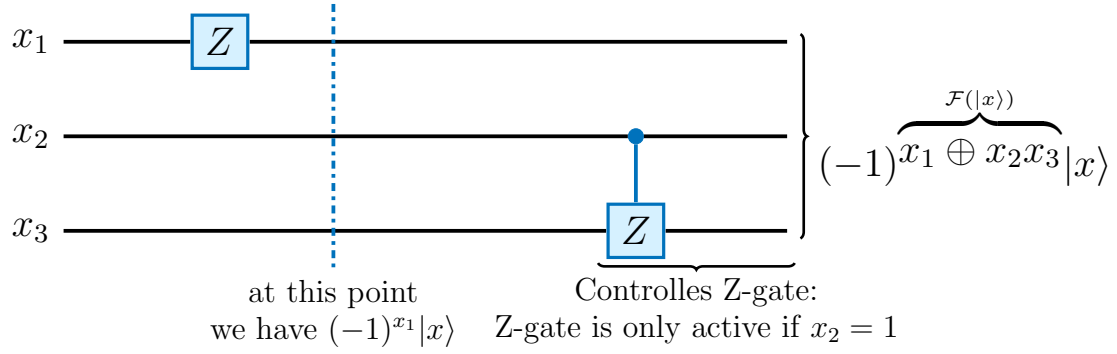 x₁
Z
x₂
x₃
Z
F(|x⟩)
(−1)^{x₁ ⊕ x₂x₃}|x⟩
at this point
we have (−1)^{x₁}|x⟩
Controlles Z-gate:
Z-gate is only active if x₂ = 1